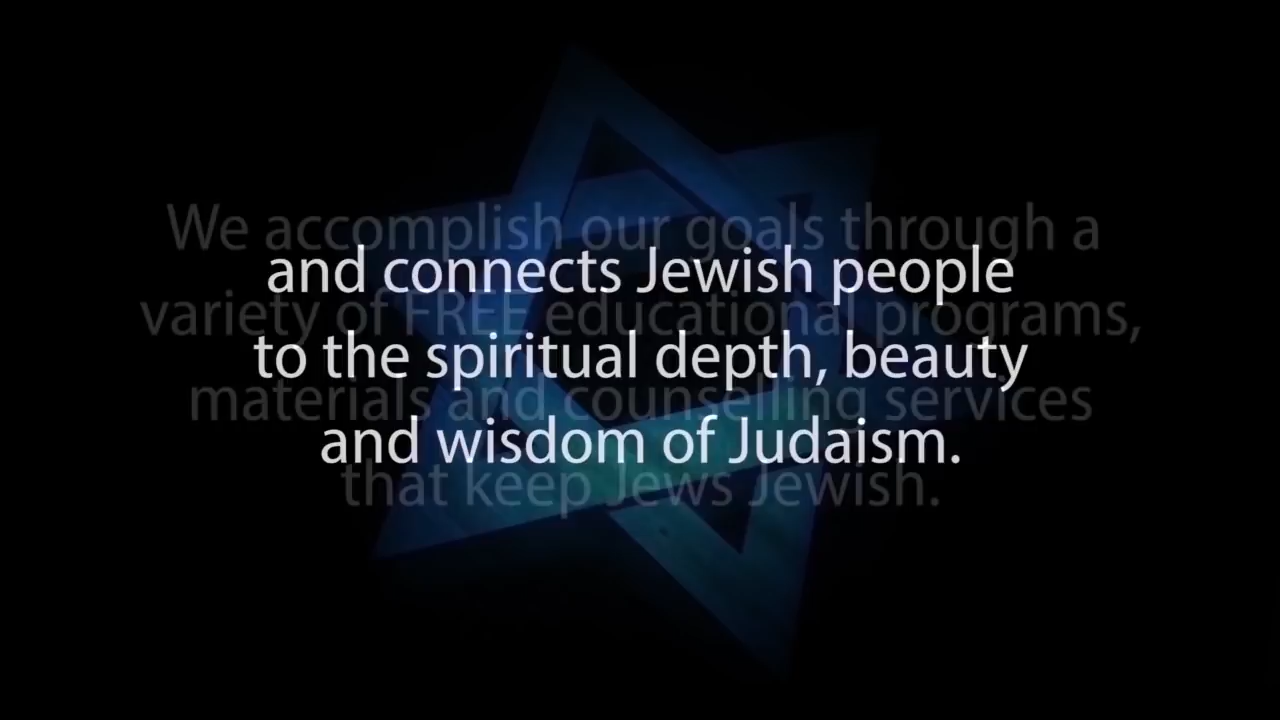 We accomplish our goals through a
and connects Jewish people
variety of FREE educational programs,
to the spiritual depth, beauty
materials and counselling services
and wisdom of Judaism.
that keep Jews Jewish.